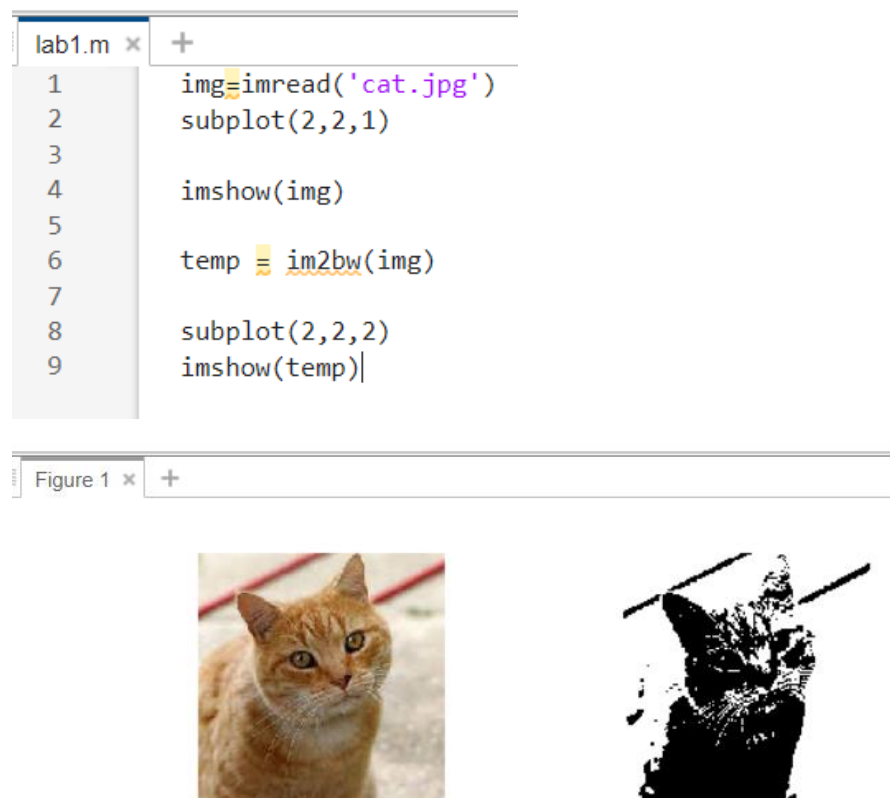 lab1.m × +
1 img=imread('cat.jpg')
2 subplot(2,2,1)
3
4 imshow(img)
5
6 temp = im2bw(img)
7
8 subplot(2,2,2)
9 imshow(temp)
Figure 1 × +